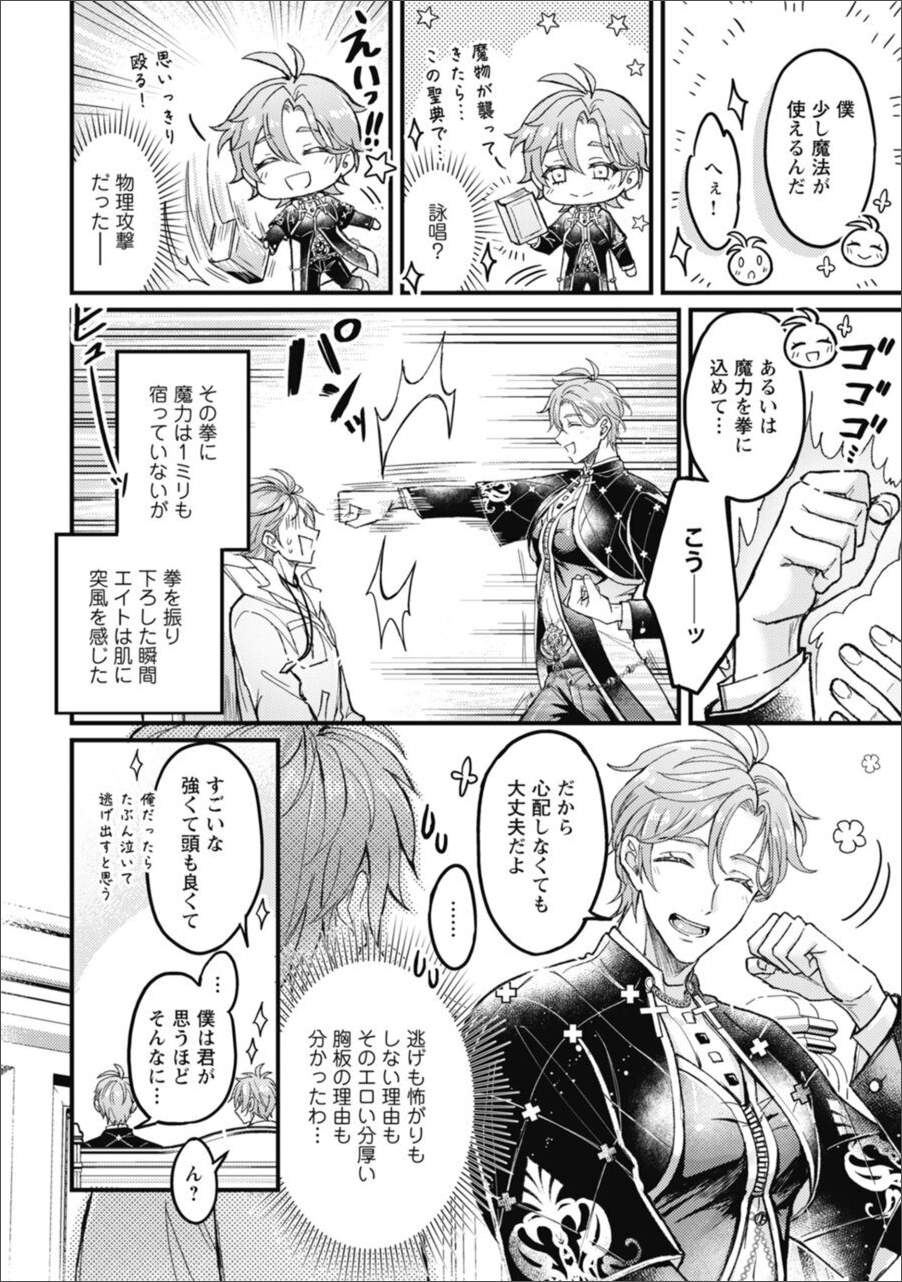 僕
少し魔法が
使えるんだ
へぇ！
魔物が襲って
きたら…
この聖典で…
詠唱？
えいっ!!
思いっきり
殴る！
物理攻撃
だった――
ゴゴゴ…
あるいは
魔力を拳に
込めて…
こう――ッ
パッ
ヒュッ
その拳に
魔力は1ミリも
宿っていないが
拳を振り
下ろした瞬間
エイトは肌に
突風を感じた
だから
心配しなくても
大丈夫だよ
……
逃げも怖がりも
しない理由も
そのエロい分厚い
胸板の理由も
分かったわ…
すごいな
強くて頭も良くて
俺だったら
たぶん泣いて
逃げ出すと思う
…
僕は君が
思うほど
そんなに…
ん？